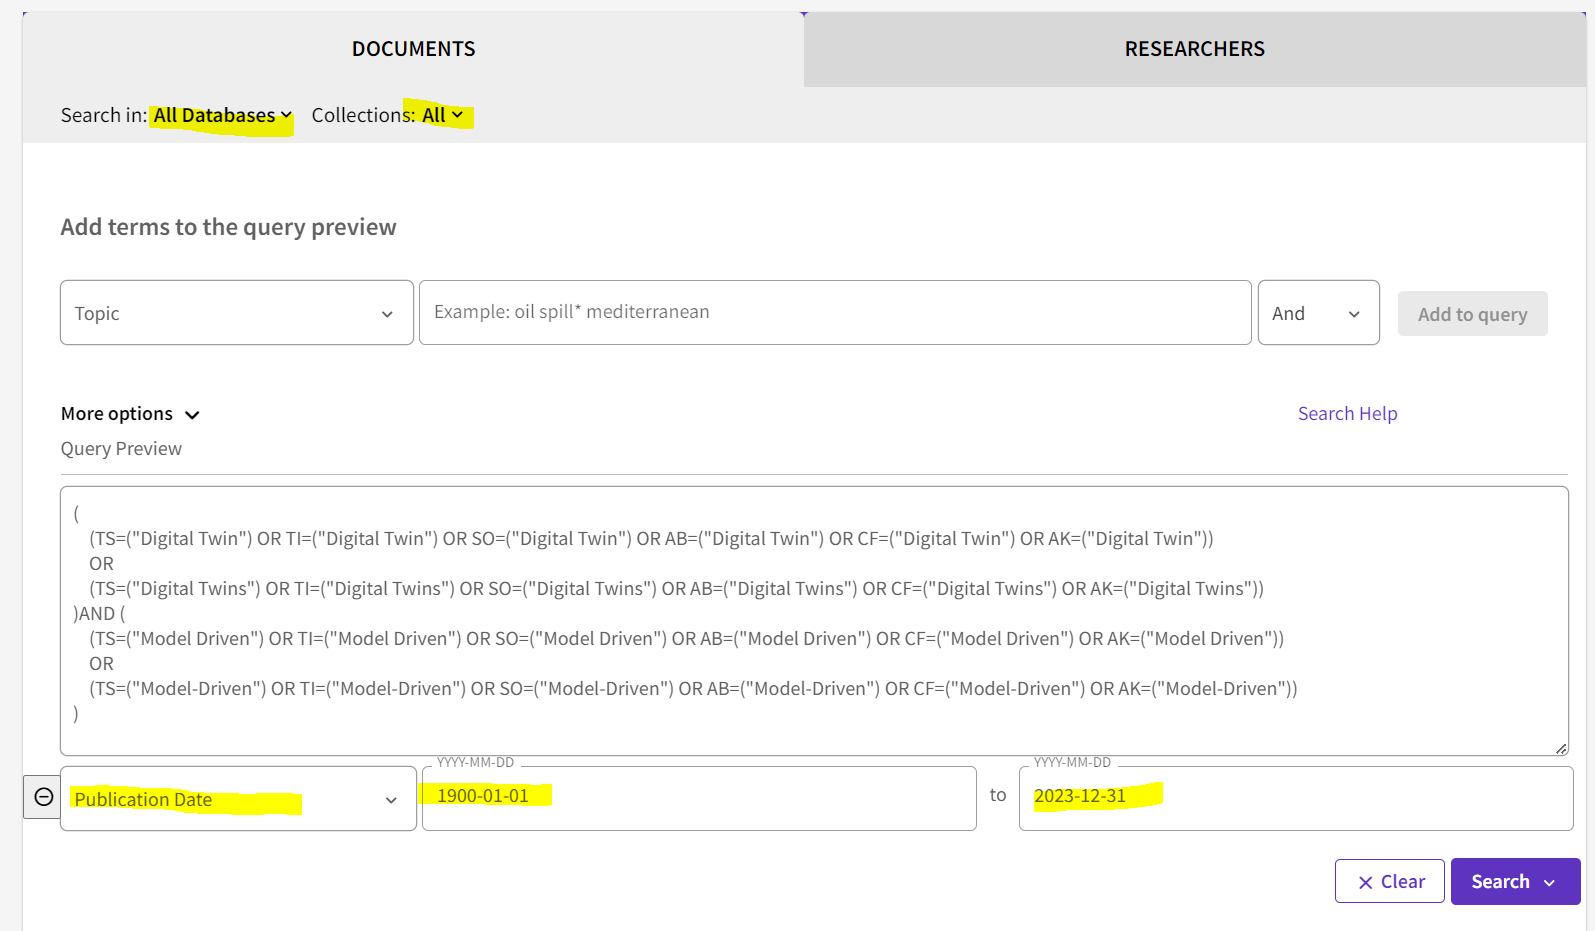 DOCUMENTS
RESEARCHERS
Search in: All Databases Collections: All
Add terms to the query preview
Topic
Example: oil spill* mediterranean
And
Add to query
More options
Search Help
Query Preview
(
(TS=("Digital Twin") OR TI=("Digital Twin") OR SO=("Digital Twin") OR AB=("Digital Twin") OR CF=("Digital Twin") OR AK=("Digital Twin"))
OR
(TS=("Digital Twins") OR TI=("Digital Twins") OR SO=("Digital Twins") OR AB=("Digital Twins") OR CF=("Digital Twins") OR AK=("Digital Twins"))
)AND (
(TS=("Model Driven") OR TI=("Model Driven") OR SO=("Model Driven") OR AB=("Model Driven") OR CF=("Model Driven") OR AK=("Model Driven"))
OR
(TS=("Model-Driven") OR TI=("Model-Driven") OR SO=("Model-Driven") OR AB=("Model-Driven") OR CF=("Model-Driven") OR AK=("Model-Driven"))
)
Publication Date
YYYY-MM-DD
1900-01-01
to
YYYY-MM-DD
2023-12-31
Clear
Search